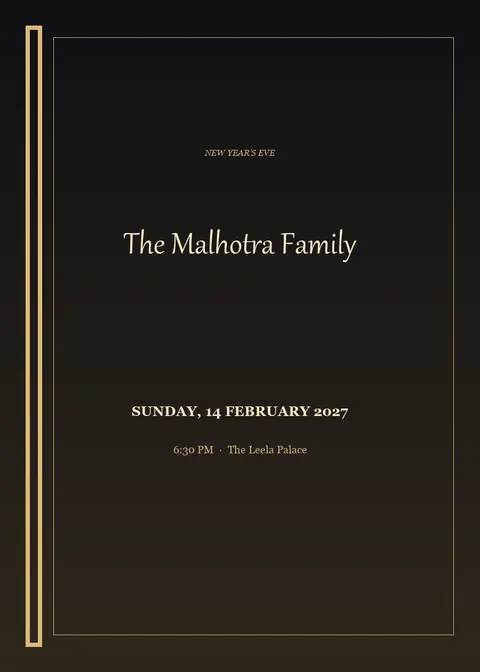 NEW YEAR'S EVE
The Malhotra Family
SUNDAY, 14 FEBRUARY 2027
6:30 PM · The Leela Palace